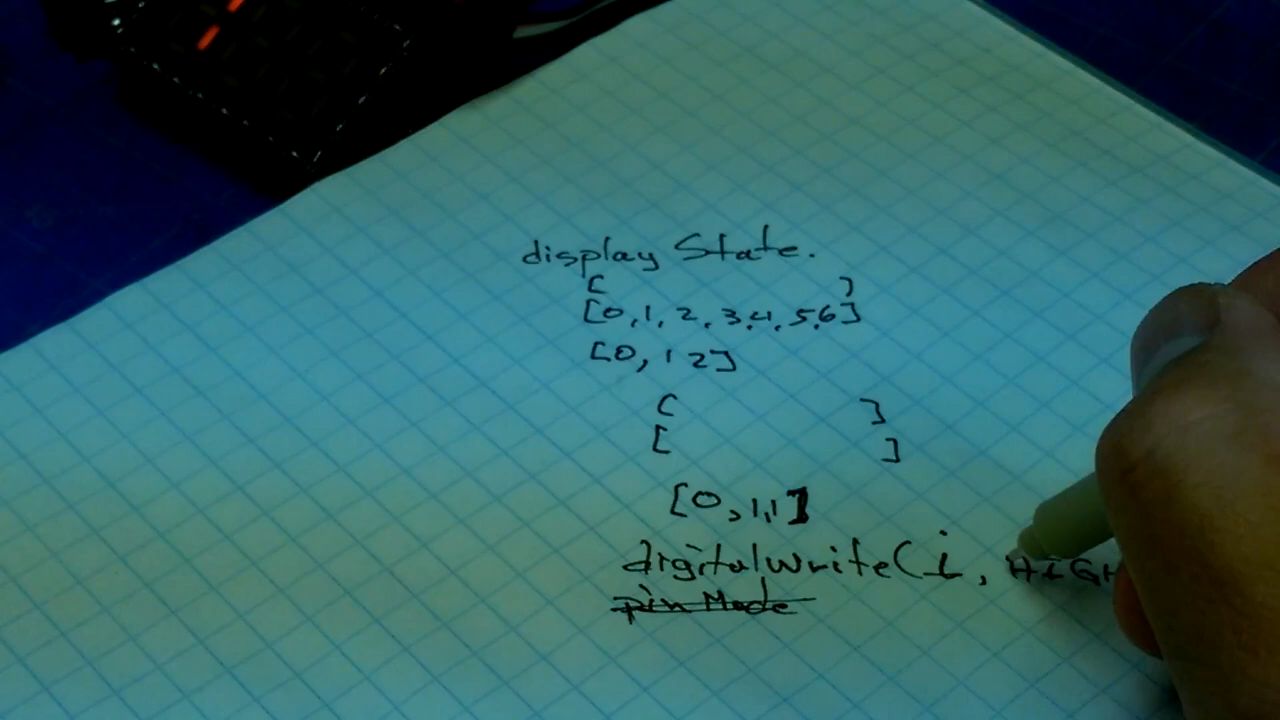 display State.
[ ]
[0,1,2,3,4,5,6]
[0,1 2]
[ ]
[ ]
[0,1,1]
digitalWrite(i, HIGH
pinMode